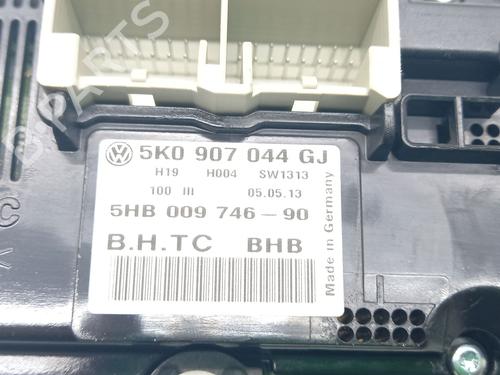 B-PARTS
5K0 907 044 GJ
H19 H004 SW1313
100 III 05.05.13
5HB 009 746-90
B.H.TC BHB
Made in Germany